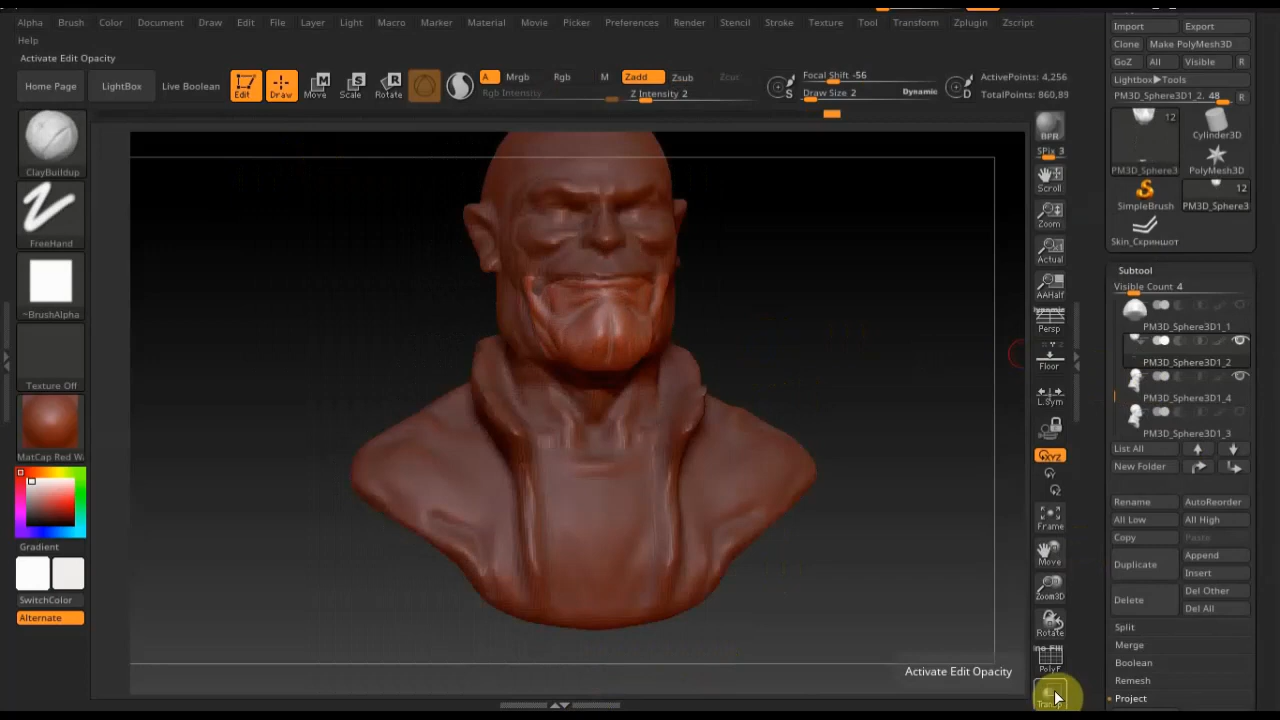 Alpha Brush Color Document Draw Edit File Layer Light Macro Marker Material Movie Picker Preferences Render Stencil Stroke Texture Tool Transform Zplugin Zscript
Help
Activate Edit Opacity
Home Page LightBox Live Boolean Edit Draw Move Scale Rotate
A Mrgb Rgb M Zadd Zsub Zcut
Rgb Intensity Z Intensity 2
Focal Shift -56
Draw Size 2 Dynamic
ActivePoints: 4,256
TotalPoints: 860,89
ClayBuildup
FreeHand
~BrushAlpha
Texture Off
MatCap Red W
Gradient
SwitchColor
Alternate
BPR
SPix 3
Scroll
Zoom
Actual
AAHalf
Dynamic
Persp
Floor
L.Sym
XYZ
Y
Z
Frame
Move
Zoom3D
Rotate
Line Fill
PolyF
Transp
Activate Edit Opacity
Import Export
Clone Make PolyMesh3D
GoZ All Visible R
Lightbox▶Tools
PM3D_Sphere3D1_2. 48 R
12 Cylinder3D
PM3D_Sphere3 PolyMesh3D
12
SimpleBrush PM3D_Sphere3
Skin_Скриншот
Subtool
Visible Count 4
PM3D_Sphere3D1_1
PM3D_Sphere3D1_2
PM3D_Sphere3D1_4
PM3D_Sphere3D1_3
List All
New Folder
Rename AutoReorder
All Low All High
Copy Paste
Duplicate Append
Insert
Delete Del Other
Del All
Split
Merge
Boolean
Remesh
Project